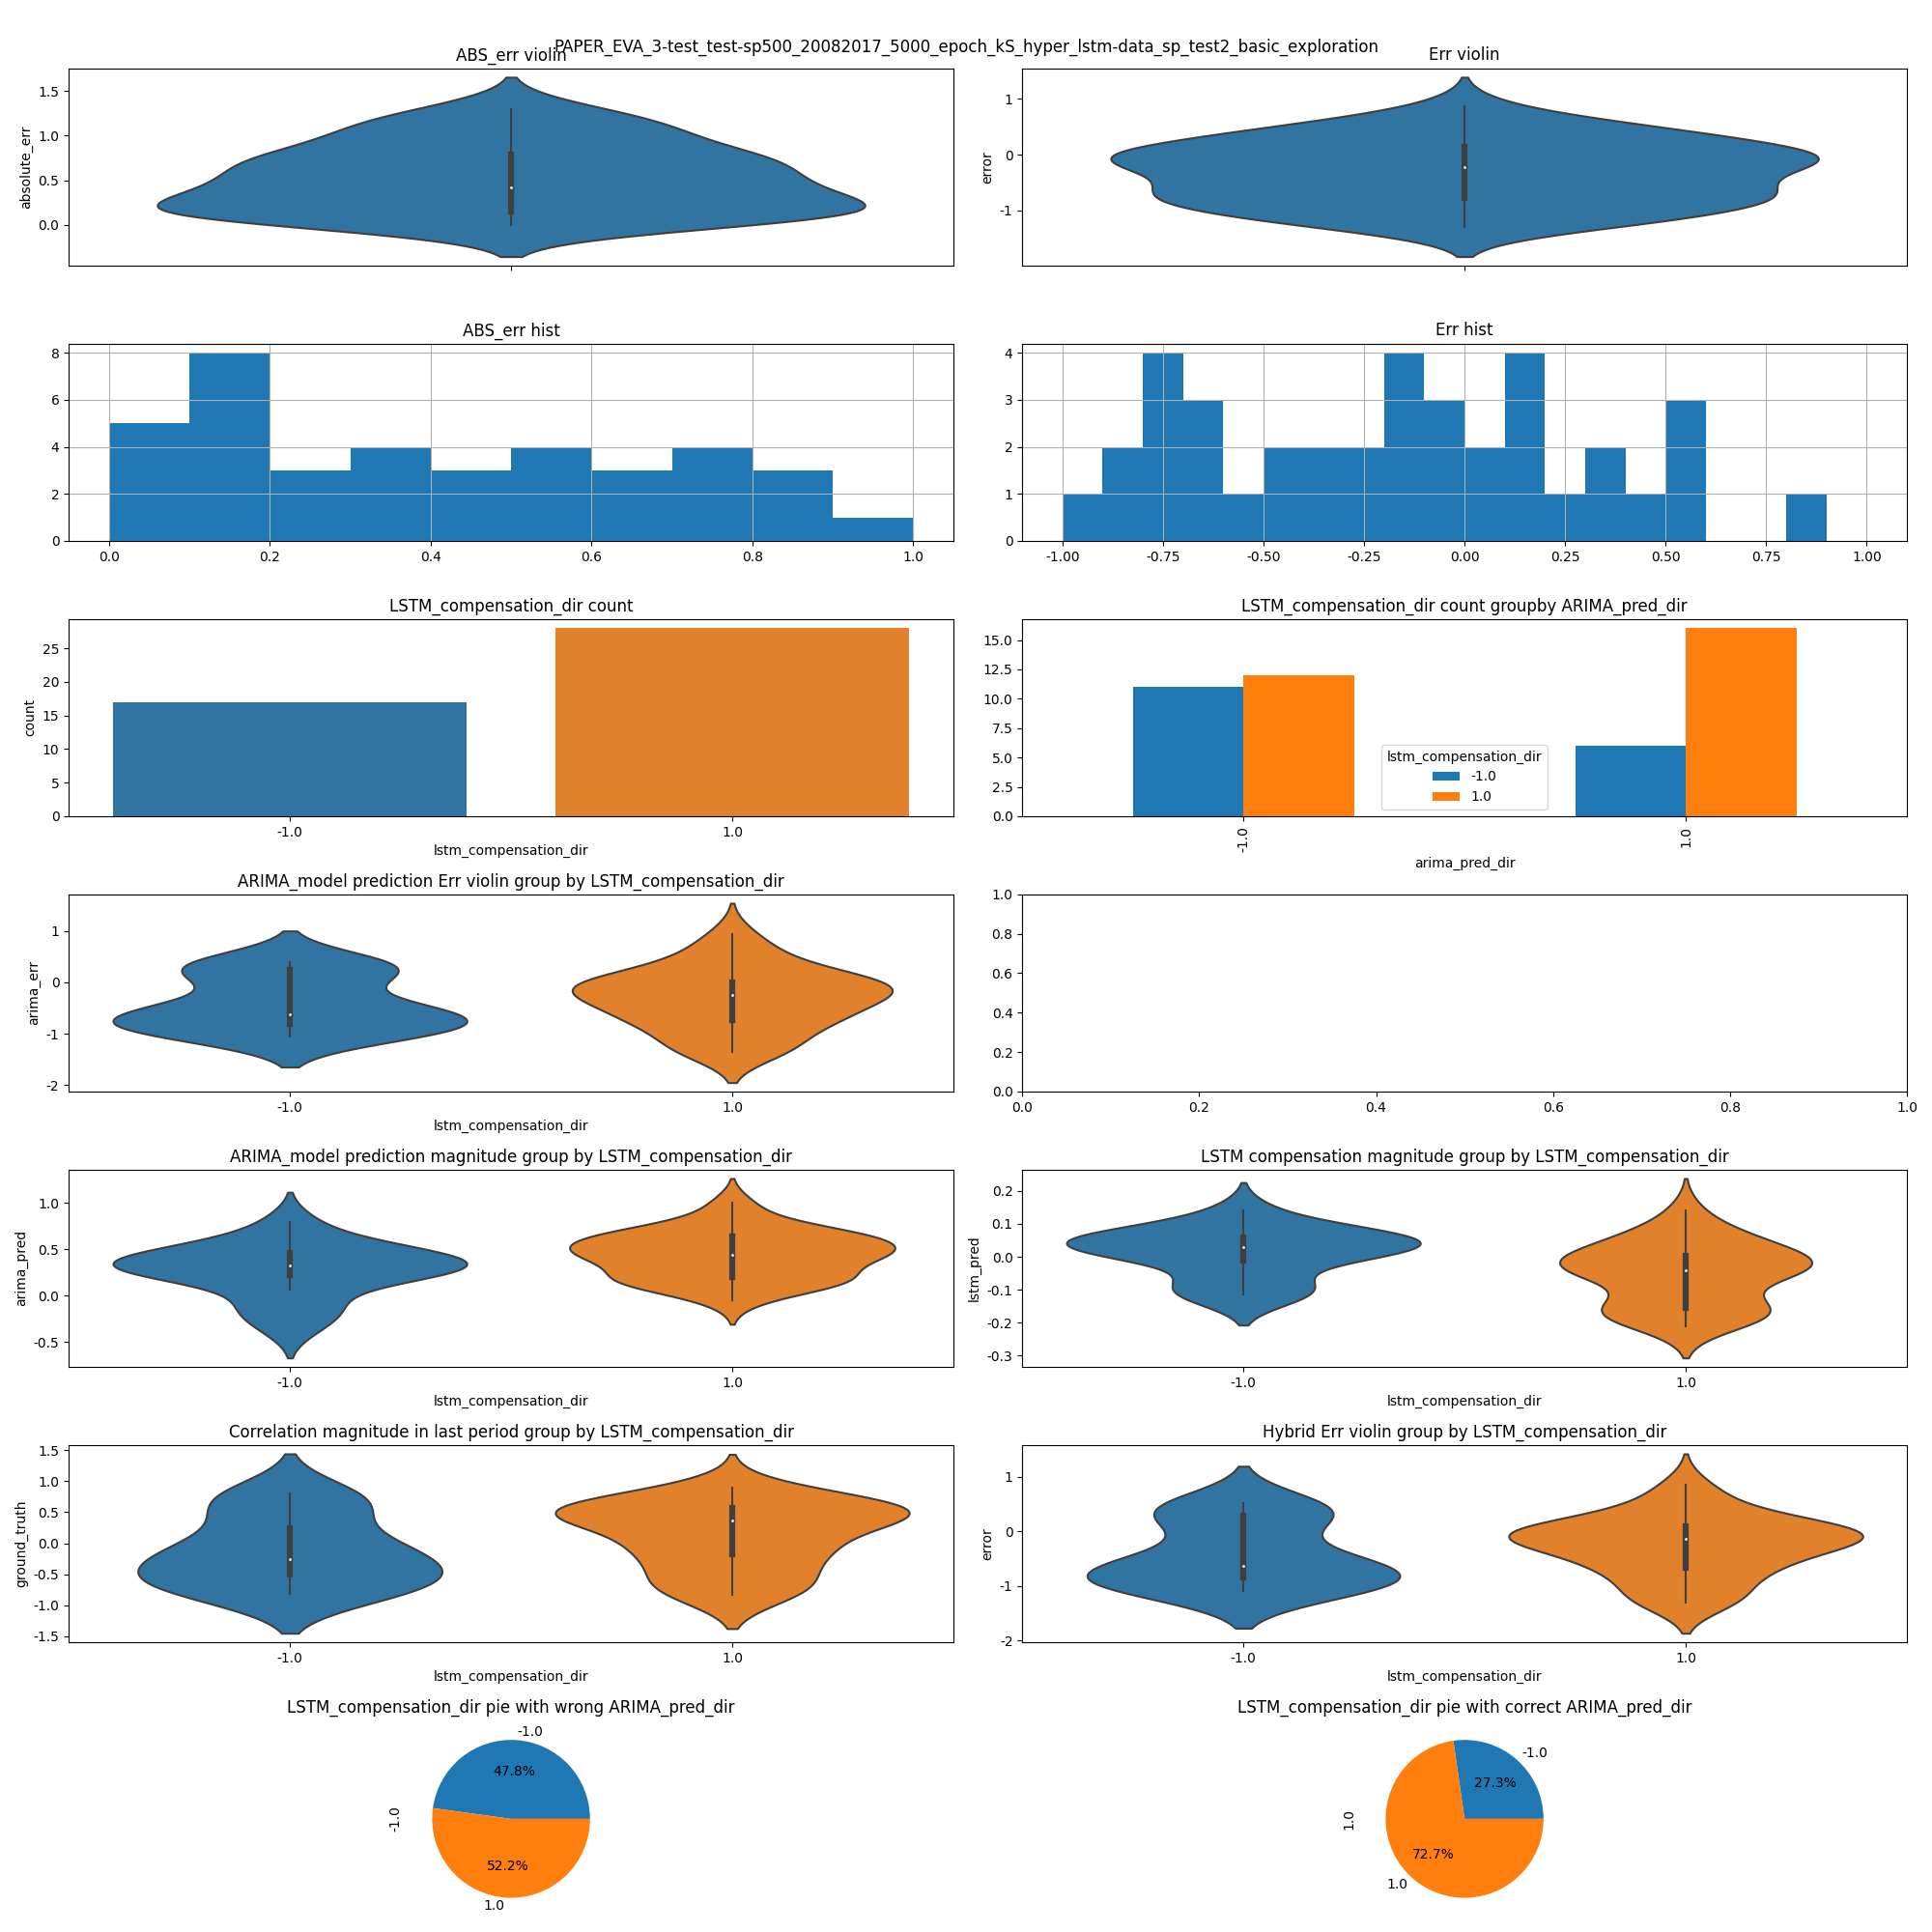 PAPER_EVA_3-test_test-sp500_20082017_5000_epoch_kS_hyper_lstm-data_sp_test2_basic_exploration
ABS_err violin
absolute_err
1.5
1.0
0.5
0.0
Err violin
error
1
0
-1
ABS_err hist
8
6
4
2
0
0.0 0.2 0.4 0.6 0.8 1.0
Err hist
4
3
2
1
0
-1.00 -0.75 -0.50 -0.25 0.00 0.25 0.50 0.75 1.00
LSTM_compensation_dir count
count
25
20
15
10
5
0
-1.0 1.0
lstm_compensation_dir
LSTM_compensation_dir count groupby ARIMA_pred_dir
15.0
12.5
10.0
7.5
5.0
2.5
0.0
lstm_compensation_dir
-1.0
1.0
-1.0 1.0
arima_pred_dir
ARIMA_model prediction Err violin group by LSTM_compensation_dir
arima_err
1
0
-1
-2
-1.0 1.0
lstm_compensation_dir
1.0
0.8
0.6
0.4
0.2
0.0
0.0 0.2 0.4 0.6 0.8 1.0
ARIMA_model prediction magnitude group by LSTM_compensation_dir
arima_pred
1.0
0.5
0.0
-0.5
-1.0 1.0
lstm_compensation_dir
LSTM compensation magnitude group by LSTM_compensation_dir
lstm_pred
0.2
0.1
0.0
-0.1
-0.2
-0.3
-1.0 1.0
lstm_compensation_dir
Correlation magnitude in last period group by LSTM_compensation_dir
ground_truth
1.5
1.0
0.5
0.0
-0.5
-1.0
-1.5
-1.0 1.0
lstm_compensation_dir
Hybrid Err violin group by LSTM_compensation_dir
error
1
0
-1
-2
-1.0 1.0
lstm_compensation_dir
LSTM_compensation_dir pie with wrong ARIMA_pred_dir
-1.0
47.8%
-1.0
52.2%
1.0
LSTM_compensation_dir pie with correct ARIMA_pred_dir
-1.0
27.3%
1.0
72.7%
1.0